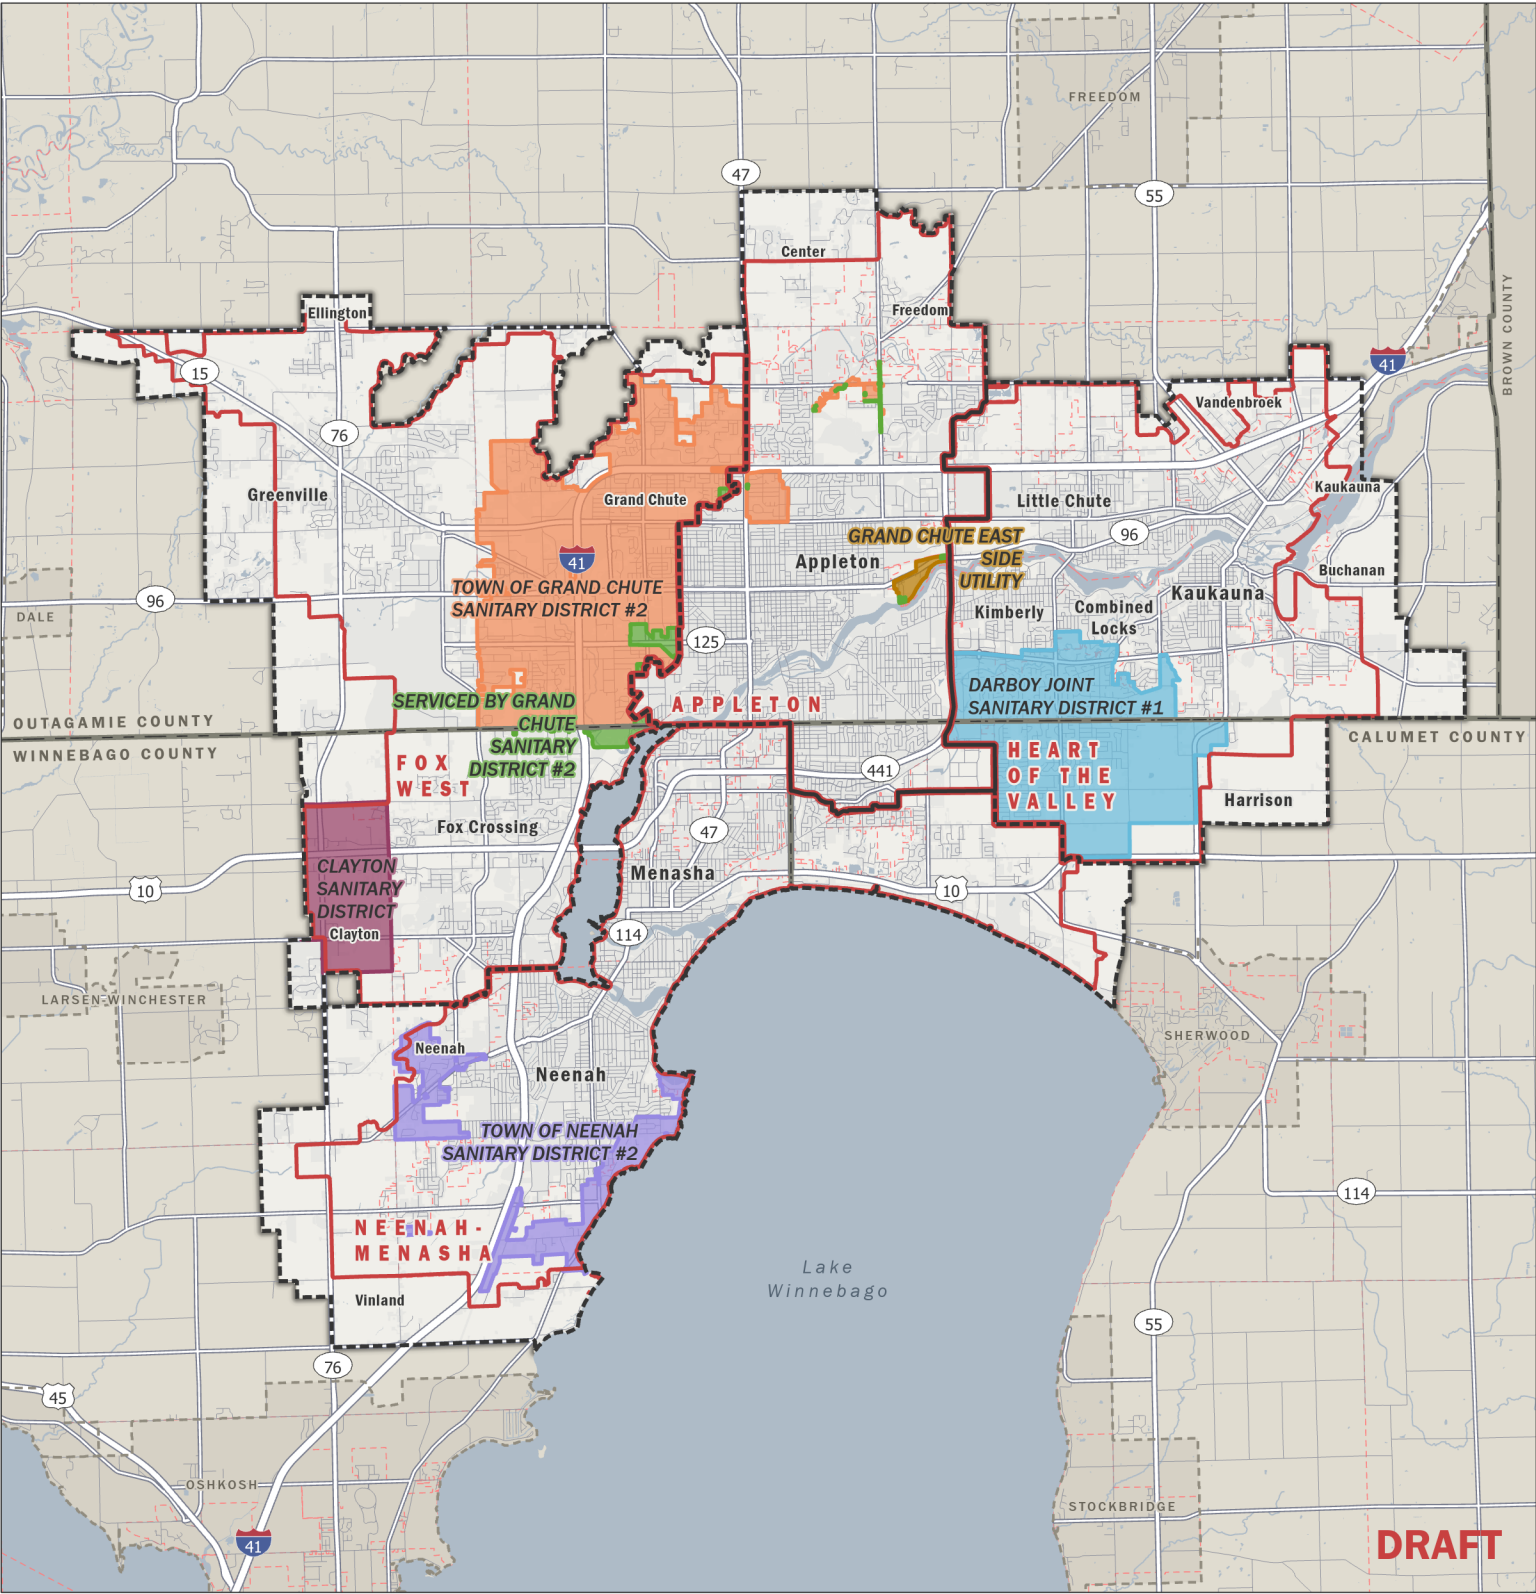 FREEDOM
47
55
Center
BROWN COUNTY
Ellington
Freedom
41
15
Vandenbroek
76
Greenville
Grand Chute
Little Chute
Kaukauna
GRAND CHUTE EAST
SIDE
UTILITY
96
Appleton
41
TOWN OF GRAND CHUTE
SANITARY DISTRICT #2
Buchanan
96
DALE
Kimberly
Combined
Locks
Kaukauna
125
SERVICED BY GRAND
CHUTE
SANITARY
DISTRICT #2
APPLETON
DARBOY JOINT
SANITARY DISTRICT #1
OUTAGAMIE COUNTY
WINNEBAGO COUNTY
CALUMET COUNTY
FOX
WEST
HEART
OF THE
VALLEY
441
Harrison
Fox Crossing
47
Menasha
CLAYTON
SANITARY
DISTRICT
Clayton
10
10
114
LARSEN-WINCHESTER
SHERWOOD
Neenah
Neenah
TOWN OF NEENAH
SANITARY DISTRICT #2
114
NEENAH-
MENASHA
Lake
Winnebago
Vinland
55
76
45
OSHKOSH
STOCKBRIDGE
41
DRAFT